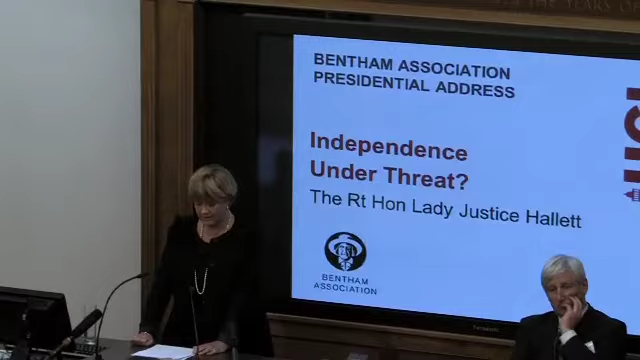 BENTHAM ASSOCIATION
PRESIDENTIAL ADDRESS
Independence
Under Threat?
The Rt Hon Lady Justice Hallett
BENTHAM
ASSOCIATION